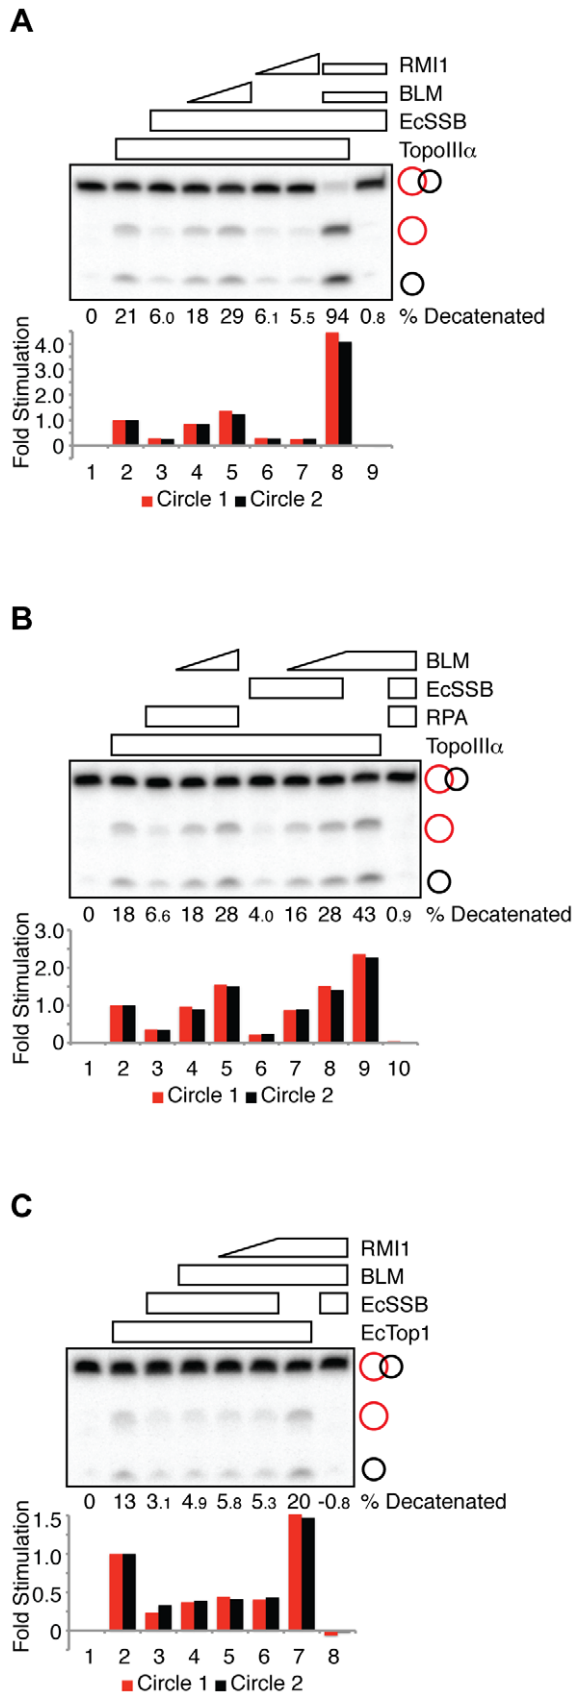 A
RMI1
BLM
EcSSB
TopoIIIα
0 21 6.0 18 29 6.1 5.5 94 0.8 % Decatenated
Fold Stimulation
4.0
3.0
2.0
1.0
0
1 2 3 4 5 6 7 8 9
Circle 1 Circle 2
B
BLM
EcSSB
RPA
TopoIIIα
0 18 6.6 18 28 4.0 16 28 43 0.9 % Decatenated
Fold Stimulation
3.0
2.0
1.0
0
1 2 3 4 5 6 7 8 9 10
Circle 1 Circle 2
C
RMI1
BLM
EcSSB
EcTop1
0 13 3.1 4.9 5.8 5.3 20 -0.8 % Decatenated
Fold Stimulation
1.5
1.0
0.5
0
1 2 3 4 5 6 7 8
Circle 1 Circle 2